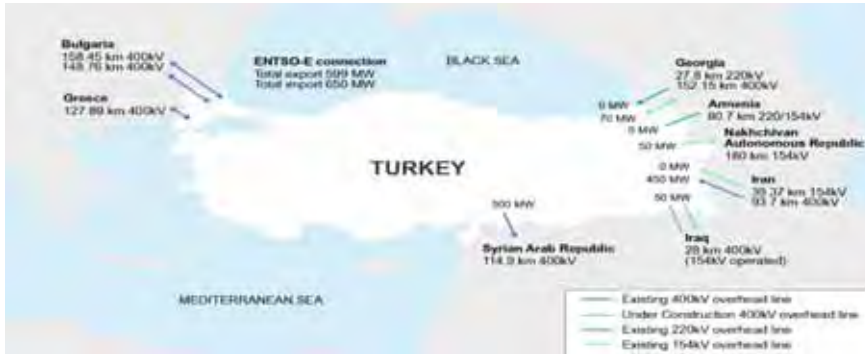 Bulgaria
158.45 km 400kV
148.76 km 400kV
Greece
127.89 km 400kV
ENTSO-E connection
Total export 599 MW
Total export 650 MW
BLACK SEA
Georgia
27.8 km 220kV
152.15 km 400kV
0 MW
70 MW
Armenia
80.7 km 220/154kV
0 MW
Nakhchivan
Autonomous Republic
180 km 154kV
50 MW
TURKEY
0 MW
450 MW
Iran
39.37 km 154kV
93.7 km 400kV
50 MW
500 MW
Syrian Arab Republic
114.9 km 400kV
Iraq
28 km 400kV
(154kV operated)
MEDITERRANEAN SEA
Existing 400kV overhead line
Under Construction 400kV overhead line
Existing 220kV overhead line
Existing 154kV overhead line